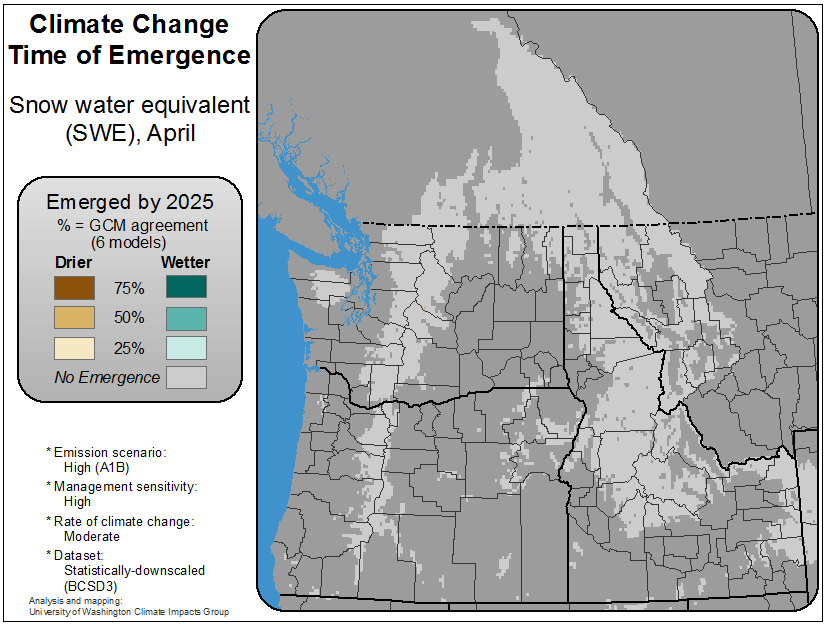 Climate Change
Time of Emergence
Snow water equivalent
(SWE), April
Emerged by 2025
% = GCM agreement
(6 models)
Drier Wetter
75%
50%
25%
No Emergence
* Emission scenario:
High (A1B)
* Management sensitivity:
High
* Rate of climate change:
Moderate
* Dataset:
Statistically-downscaled
(BCSD3)
Analysis and mapping:
University of Washington Climate Impacts Group